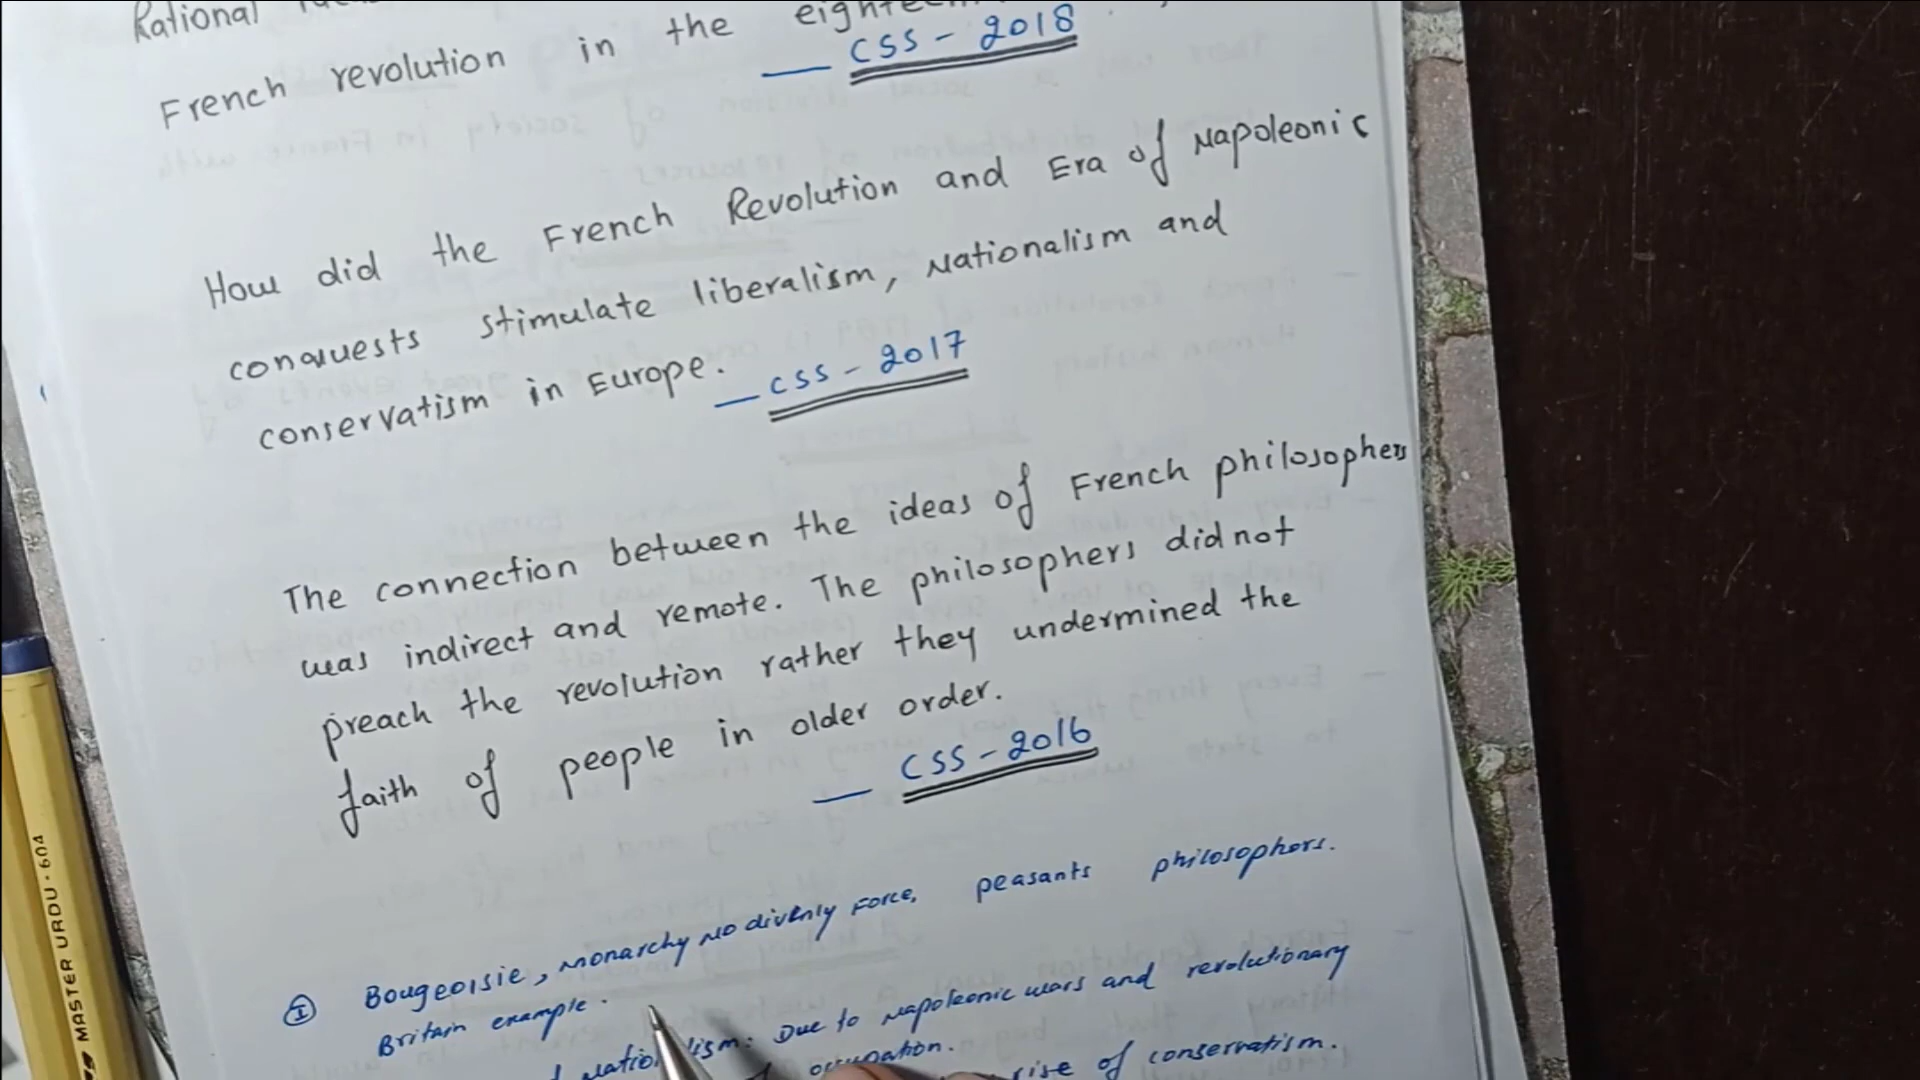 Rational
French revolution in the
CSS - 2018
How did the French Revolution and Era of Napoleonic
conquests stimulate liberalism, Nationalism and
conservatism in Europe.
CSS - 2017
The connection between the ideas of French philosophers
was indirect and remote. The philosophers did not
preach the revolution rather they undermined the
faith of people in older order.
CSS - 2016
I Bougeoisie, Monarchy No divinly Force, peasants philosophers.
Britain example.
Due to Napoleonic wars and revolutionary
rise of conservatism.
MASTER URDU - 604